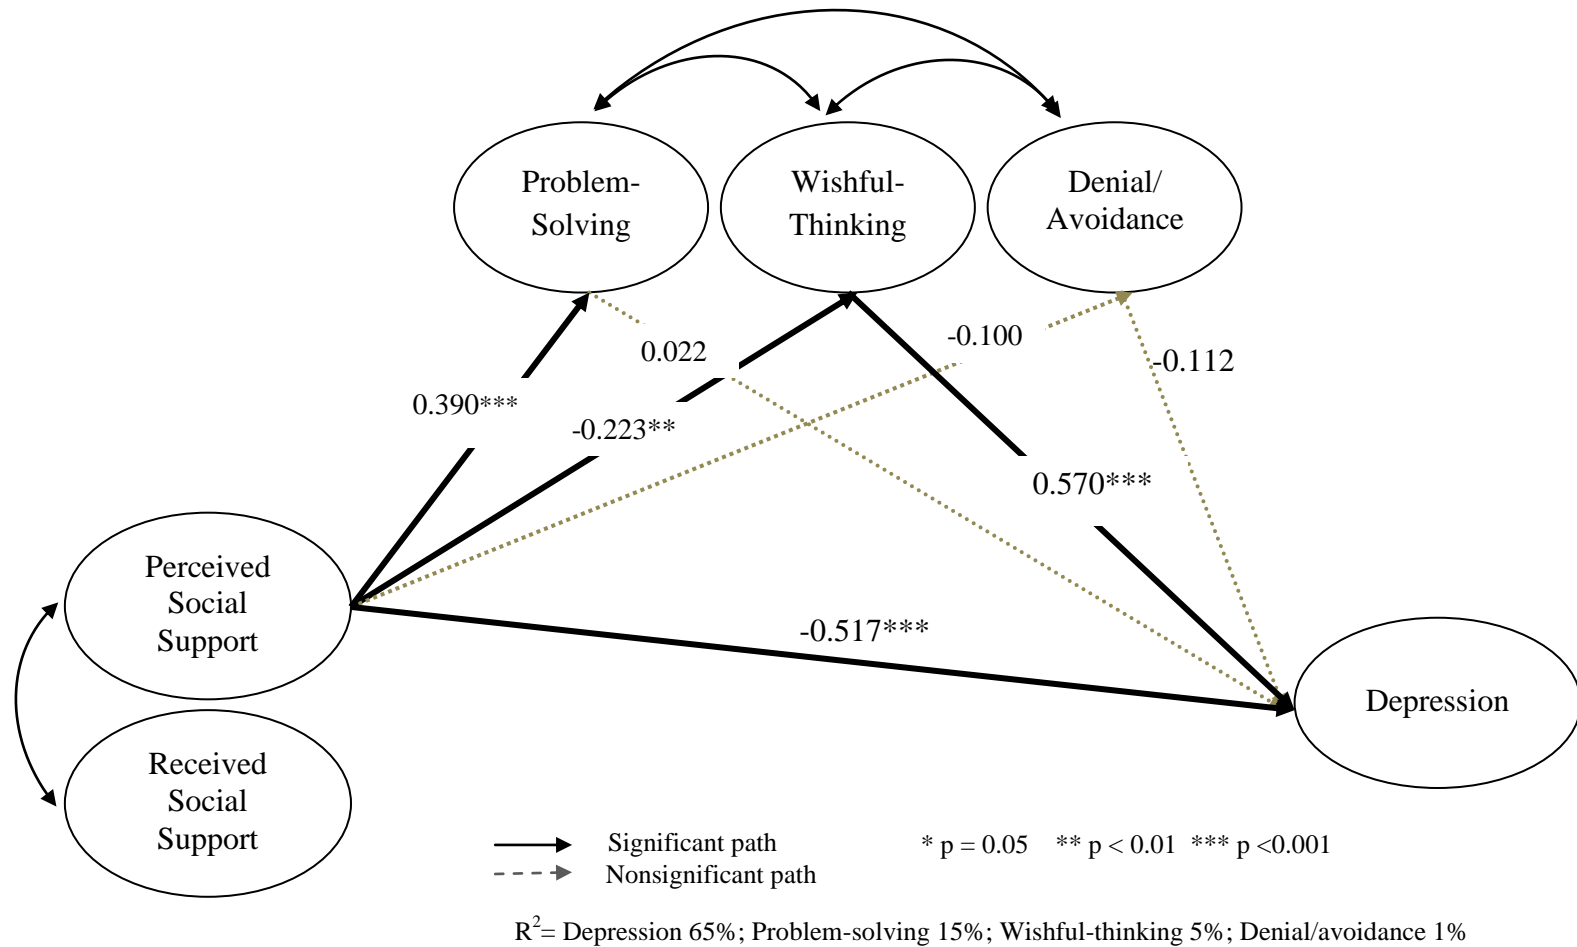 Problem-
Solving
Wishful-
Thinking
Denial/
Avoidance
0.022
-0.100
-0.112
0.390***
-0.223**
0.570***
Perceived
Social
Support
-0.517***
Depression
Received
Social
Support
Significant path
* p = 0.05 ** p < 0.01 *** p <0.001
Nonsignificant path
R²= Depression 65%; Problem-solving 15%; Wishful-thinking 5%; Denial/avoidance 1%